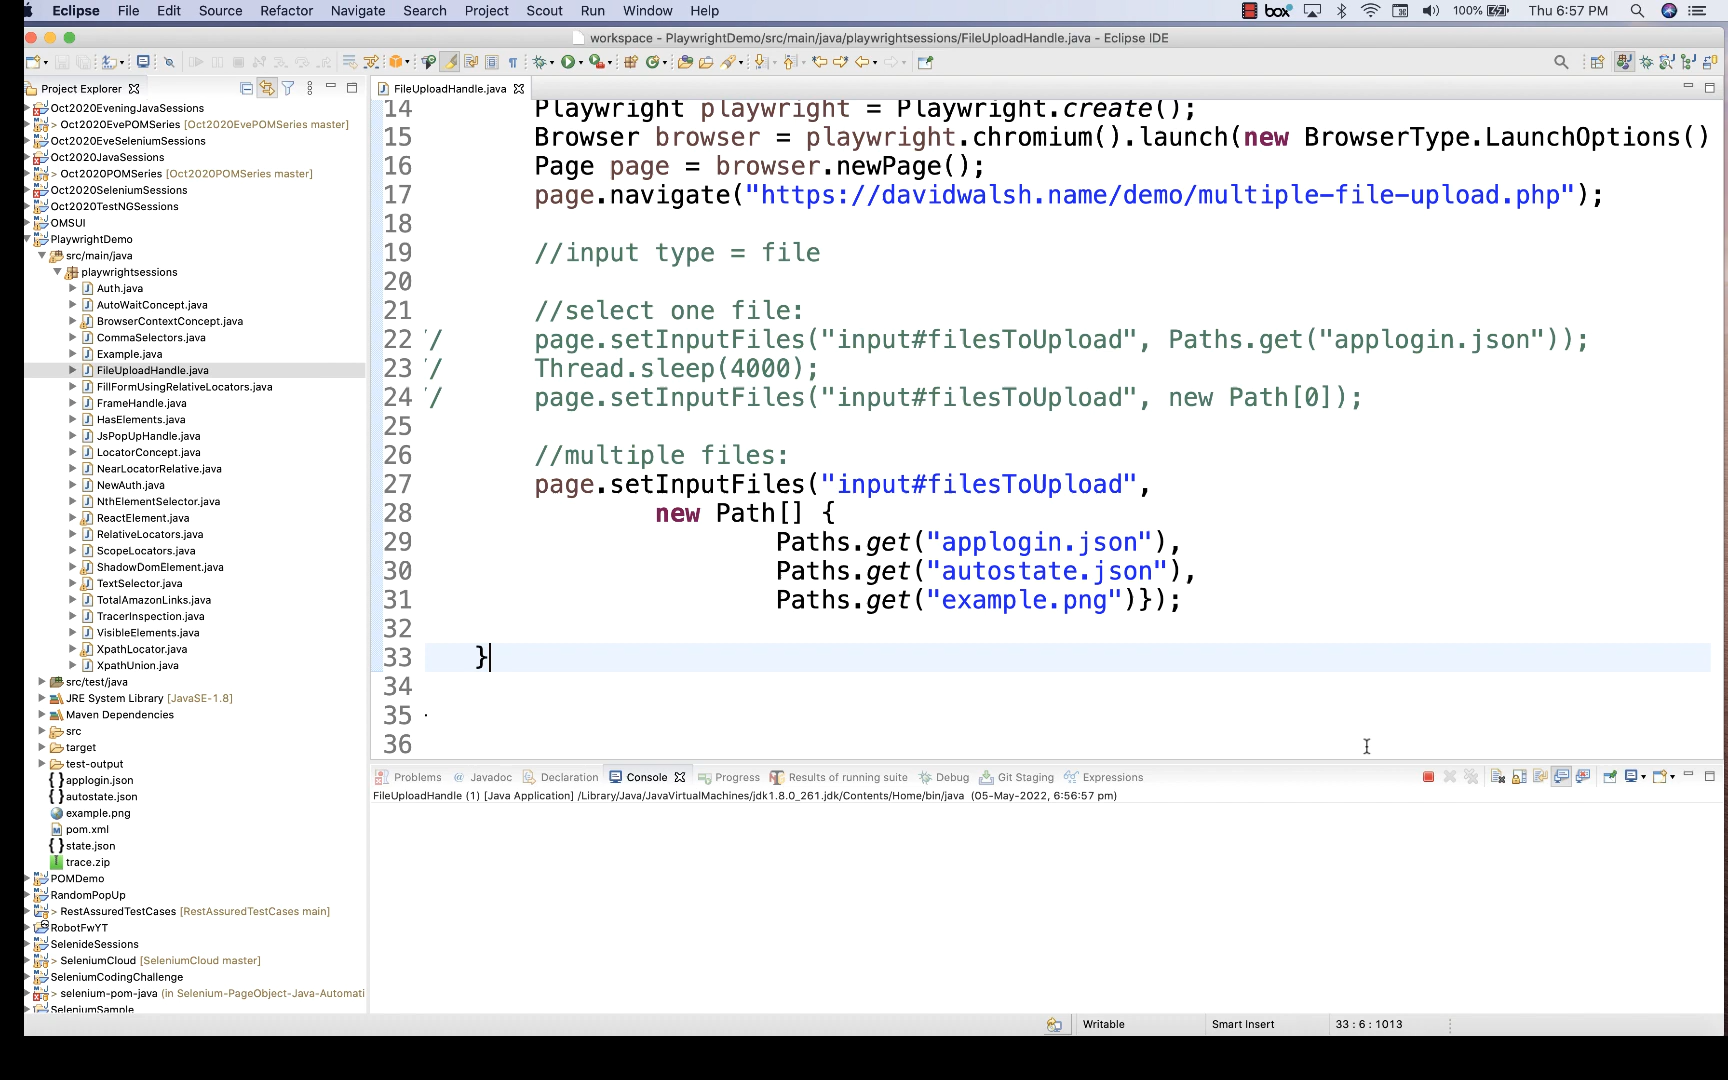 Eclipse File Edit Source Refactor Navigate Search Project Scout Run Window Help box 100% Thu 6:57 PM
workspace - PlaywrightDemo/src/main/java/playwrightsessions/FileUploadHandle.java - Eclipse IDE
Project Explorer
Oct2020EveningJavaSessions
> Oct2020EvePOMSeries [Oct2020EvePOMSeries master]
Oct2020EveSeleniumSessions
Oct2020JavaSessions
> Oct2020POMSeries [Oct2020POMSeries master]
Oct2020SeleniumSessions
Oct2020TestNGSessions
OMSUI
PlaywrightDemo
src/main/java
playwrightsessions
Auth.java
AutoWaitConcept.java
BrowserContextConcept.java
CommaSelectors.java
Example.java
FileUploadHandle.java
FillFormUsingRelativeLocators.java
FrameHandle.java
HasElements.java
JsPopUpHandle.java
LocatorConcept.java
NearLocatorRelative.java
NewAuth.java
NthElementSelector.java
ReactElement.java
RelativeLocators.java
ScopeLocators.java
ShadowDomElement.java
TextSelector.java
TotalAmazonLinks.java
TracerInspection.java
VisibleElements.java
XpathLocator.java
XpathUnion.java
src/test/java
JRE System Library [JavaSE-1.8]
Maven Dependencies
src
target
test-output
applogin.json
autostate.json
example.png
pom.xml
state.json
trace.zip
POMDemo
RandomPopUp
> RestAssuredTestCases [RestAssuredTestCases main]
RobotFwYT
SelenideSessions
> SeleniumCloud [SeleniumCloud master]
SeleniumCodingChallenge
> selenium-pom-java (in Selenium-PageObject-Java-Automati
SeleniumSample
FileUploadHandle.java
14 Playwright playwright = Playwright.create();
15 Browser browser = playwright.chromium().launch(new BrowserType.LaunchOptions()
16 Page page = browser.newPage();
17 page.navigate("https://davidwalsh.name/demo/multiple-file-upload.php");
18
19 //input type = file
20
21 //select one file:
22 // page.setInputFiles("input#filesToUpload", Paths.get("applogin.json"));
23 // Thread.sleep(4000);
24 // page.setInputFiles("input#filesToUpload", new Path[0]);
25
26 //multiple files:
27 page.setInputFiles("input#filesToUpload",
28 new Path[] {
29 Paths.get("applogin.json"),
30 Paths.get("autostate.json"),
31 Paths.get("example.png")});
32
33 }
34
35
36
Problems @ Javadoc Declaration Console Progress Results of running suite Debug Git Staging Expressions
FileUploadHandle (1) [Java Application] /Library/Java/JavaVirtualMachines/jdk1.8.0_261.jdk/Contents/Home/bin/java (05-May-2022, 6:56:57 pm)
Writable Smart Insert 33 : 6 : 1013